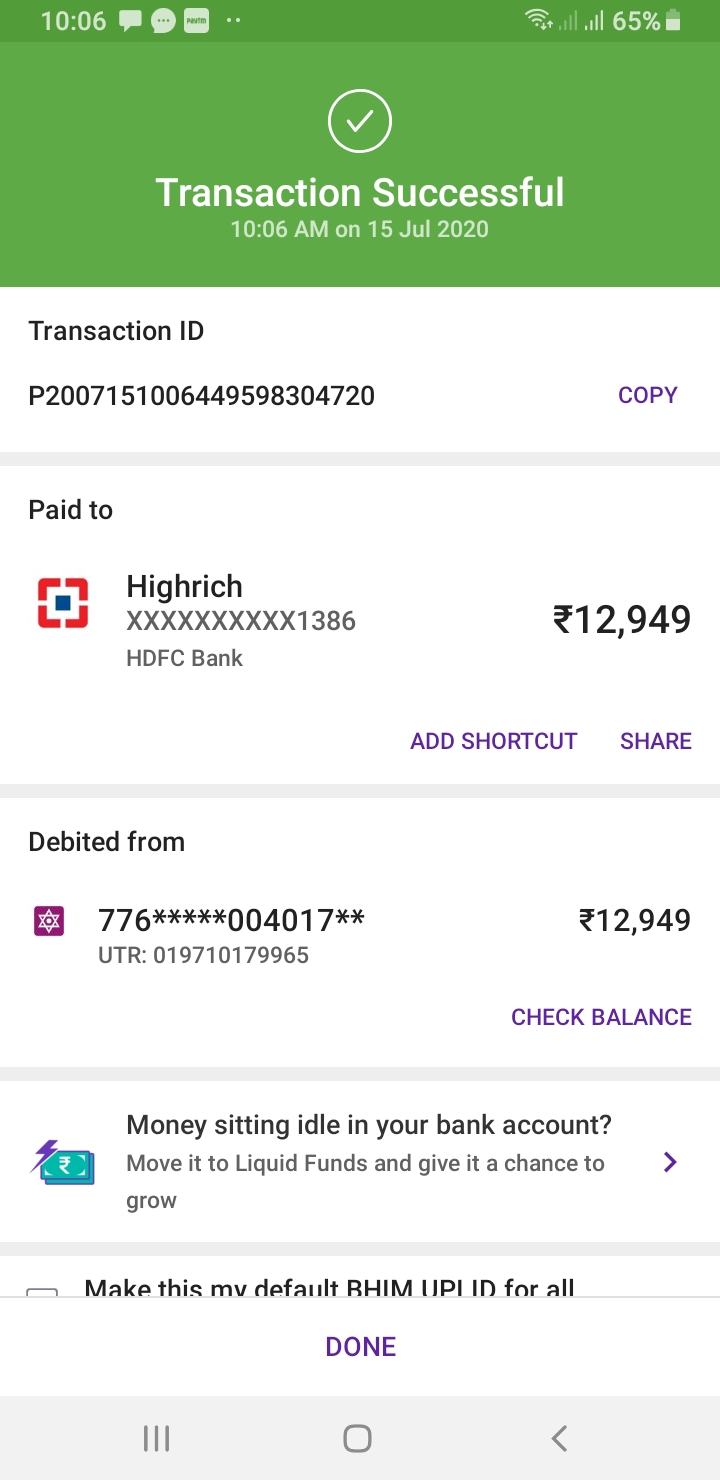 10:06 65%
Transaction Successful
10:06 AM on 15 Jul 2020
Transaction ID
P2007151006449598304720 COPY
Paid to
Highrich
XXXXXXXXXX1386
₹12,949
HDFC Bank
ADD SHORTCUT SHARE
Debited from
776*****004017** ₹12,949
UTR: 019710179965
CHECK BALANCE
Money sitting idle in your bank account?
Move it to Liquid Funds and give it a chance to
grow
Make this my default BHIM UPI ID for all
DONE